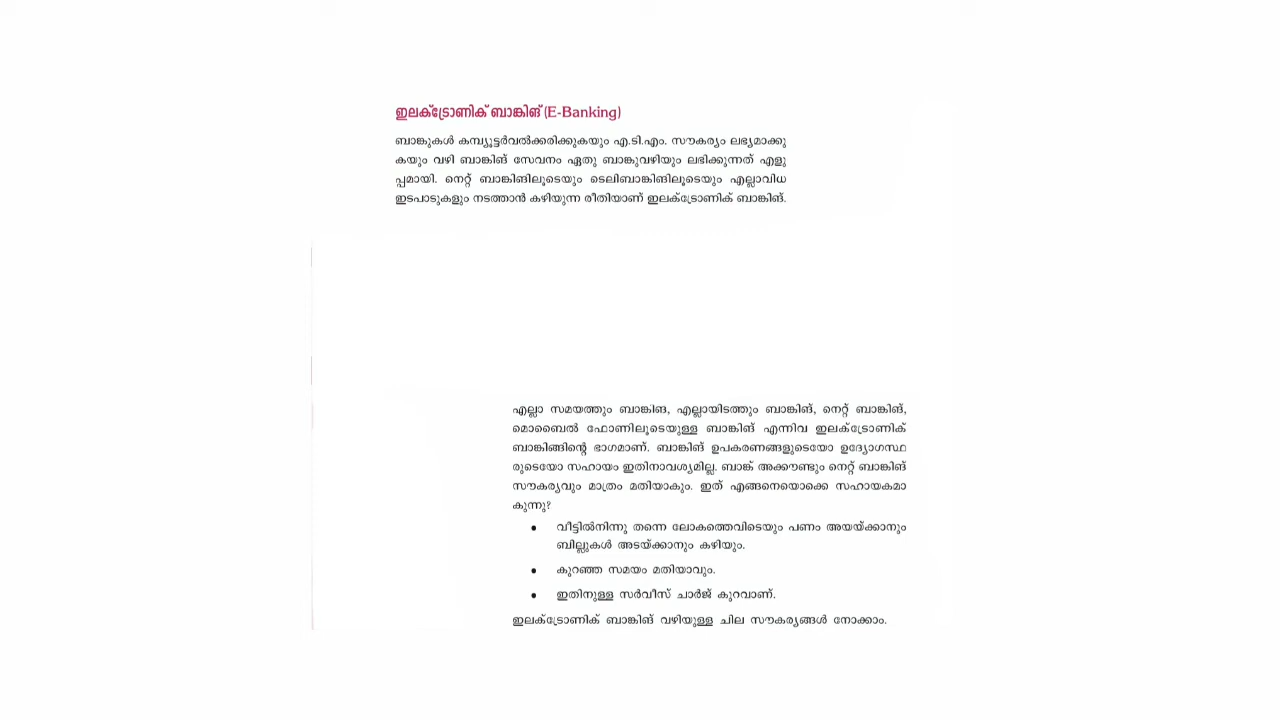 ഇലക്ട്രോണിക് ബാങ്കിങ് (E-Banking)
ബാങ്കുകൾ കമ്പ്യൂട്ടർവൽക്കരിക്കുകയും എ.ടി.എം. സൗകര്യം ലഭ്യമാക്കു
കയും വഴി ബാങ്കിങ് സേവനം ഏതു ബാങ്കുവഴിയും ലഭിക്കുന്നത് എളു
പ്പമായി. നെറ്റ് ബാങ്കിങിലൂടെയും ടെലിബാങ്കിങിലൂടെയും എല്ലാവിധ
ഇടപാടുകളും നടത്താൻ കഴിയുന്ന രീതിയാണ് ഇലക്ട്രോണിക് ബാങ്കിങ്.
എല്ലാ സമയത്തും ബാങ്കിങ, എല്ലായിടത്തും ബാങ്കിങ്, നെറ്റ് ബാങ്കിങ്,
മൊബൈൽ ഫോണിലൂടെയുള്ള ബാങ്കിങ് എന്നിവ ഇലക്ട്രോണിക്
ബാങ്കിങ്ങിന്റെ ഭാഗമാണ്. ബാങ്കിങ് ഉപകരണങ്ങളുടെയോ ഉദ്യോഗസ്ഥ
രുടെയോ സഹായം ഇതിനാവശ്യമില്ല. ബാങ്ക് അക്കൗണ്ടും നെറ്റ് ബാങ്കിങ്
സൗകര്യവും മാത്രം മതിയാകും. ഇത് എങ്ങനെയൊക്കെ സഹായകമാ
കുന്നു?
• വീട്ടിൽനിന്നു തന്നെ ലോകത്തെവിടെയും പണം അയയ്ക്കാനും
ബില്ലുകൾ അടയ്ക്കാനും കഴിയും.
• കുറഞ്ഞ സമയം മതിയാവും.
• ഇതിനുള്ള സർവീസ് ചാർജ് കുറവാണ്.
ഇലക്ട്രോണിക് ബാങ്കിങ് വഴിയുള്ള ചില സൗകര്യങ്ങൾ നോക്കാം.